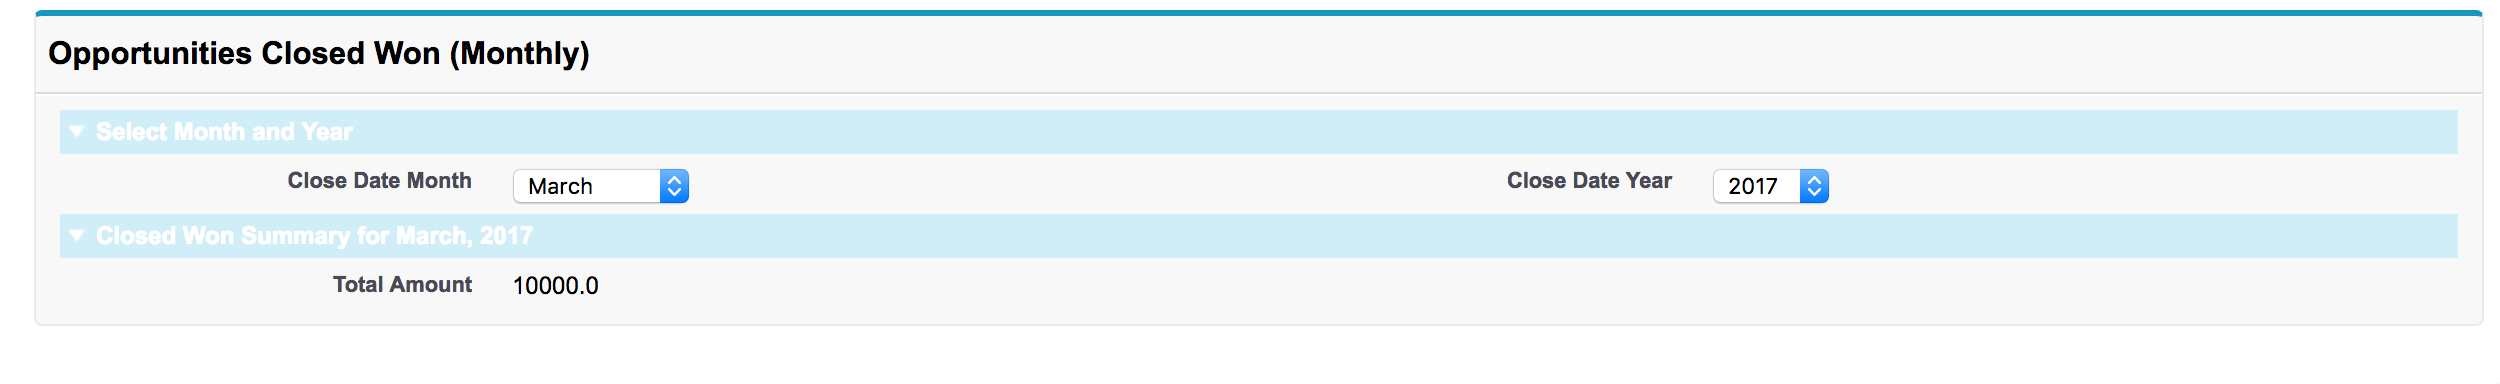 Opportunities Closed Won (Monthly)
Select Month and Year
Close Date Month March Close Date Year 2017
Closed Won Summary for March, 2017
Total Amount 10000.0